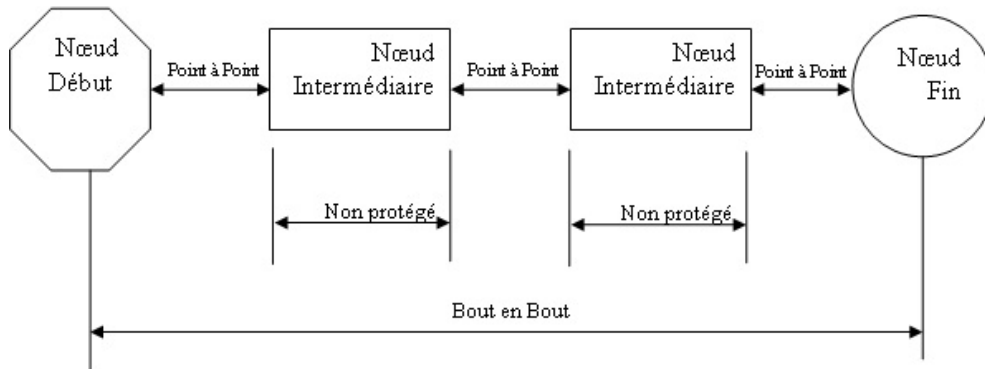 Nœud
Début
Point à Point
Nœud
Intermédiaire
Point à Point
Nœud
Intermédiaire
Point à Point
Nœud
Fin
Non protégé
Non protégé
Bout en Bout